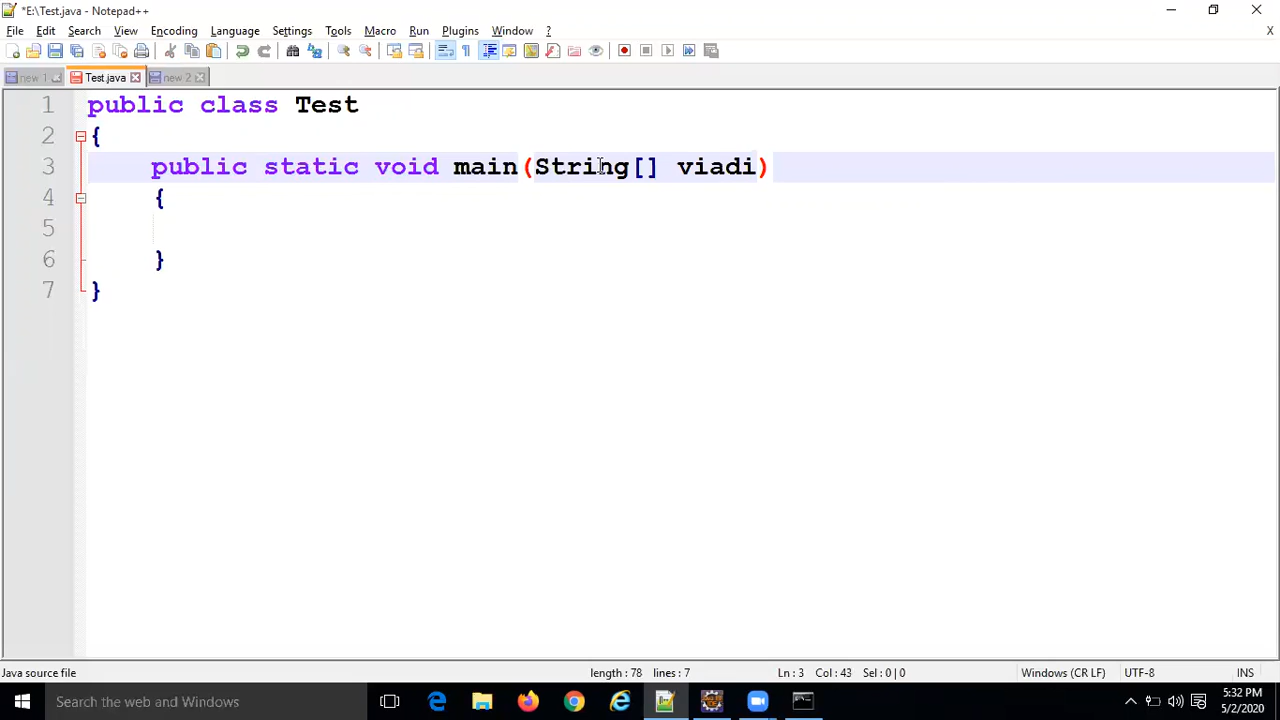 *E:\Test.java - Notepad++
File Edit Search View Encoding Language Settings Tools Macro Run Plugins Window ? X
new 1 Test.java new 2
1 public class Test
2 {
3 public static void main(String[] viadi)
4 {
5
6 }
7 }
Java source file length : 78 lines : 7 Ln : 3 Col : 43 Sel : 0 | 0 Windows (CR LF) UTF-8 INS
Search the web and Windows 5:32 PM
5/2/2020